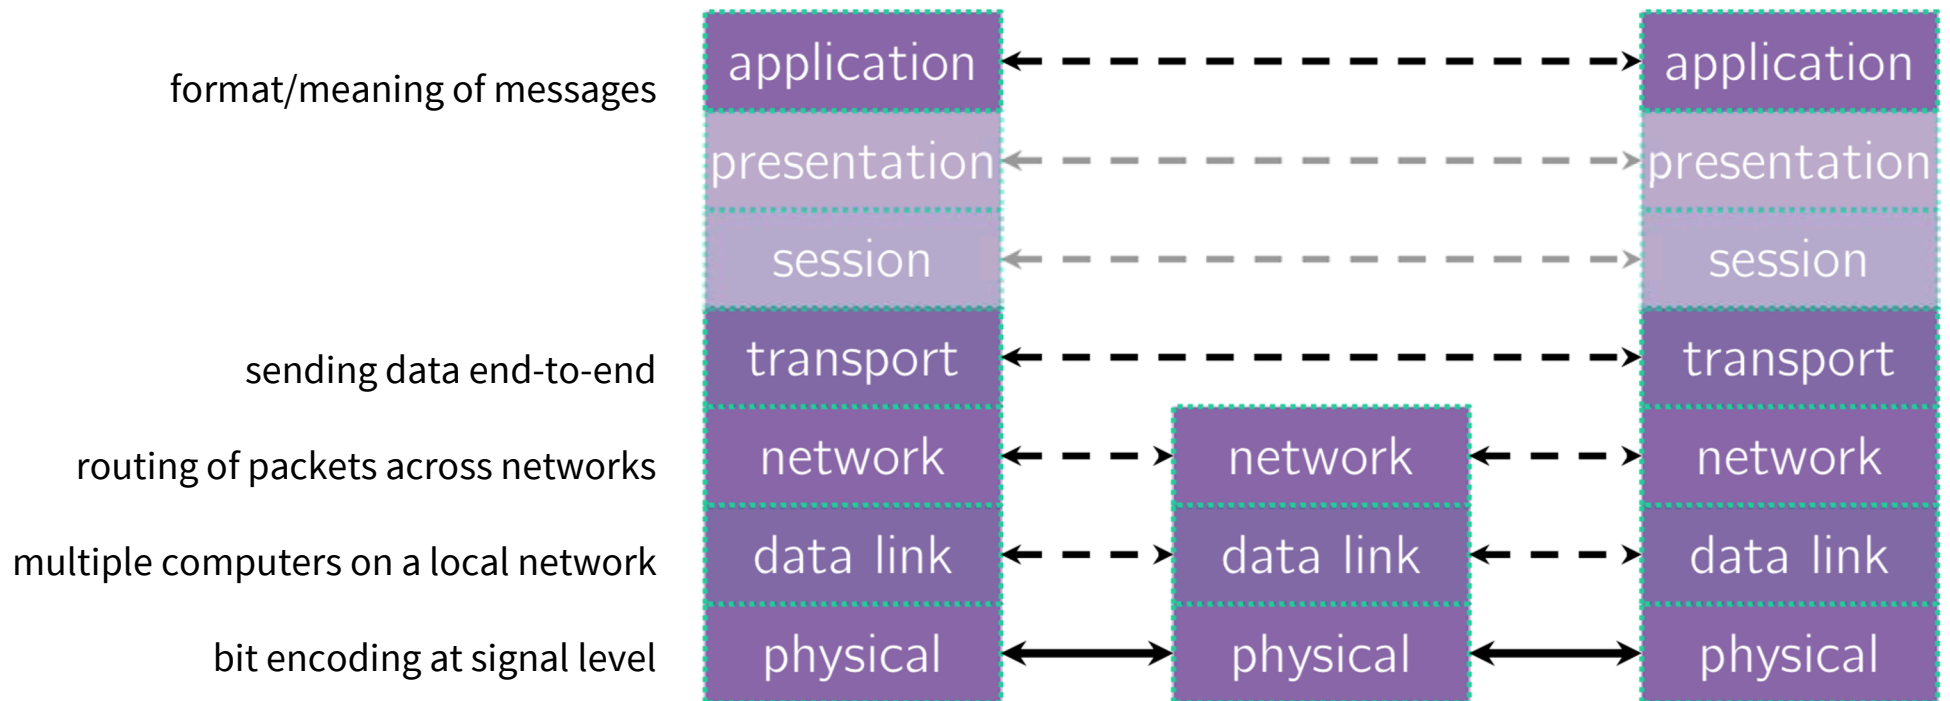 application
application
format/meaning of messages
presentation
presentation
session
session
sending data end-to-end
transport
transport
routing of packets across networks
network
network
network
multiple computers on a local network
data link
data link
data link
bit encoding at signal level
physical
physical
physical